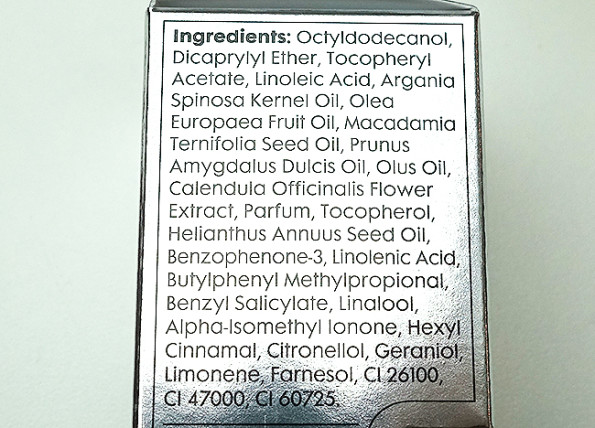 Ingredients: Octyldodecanol,
Dicaprylyl Ether, Tocopheryl
Acetate, Linoleic Acid, Argania
Spinosa Kernel Oil, Olea
Europaea Fruit Oil, Macadamia
Ternifolia Seed Oil, Prunus
Amygdalus Dulcis Oil, Olus Oil,
Calendula Officinalis Flower
Extract, Parfum, Tocopherol,
Helianthus Annuus Seed Oil,
Benzophenone-3, Linolenic Acid,
Butylphenyl Methylpropional,
Benzyl Salicylate, Linalool,
Alpha-Isomethyl Ionone, Hexyl
Cinnamal, Citronellol, Geraniol,
Limonene, Farnesol, CI 26100,
CI 47000, CI 60725.